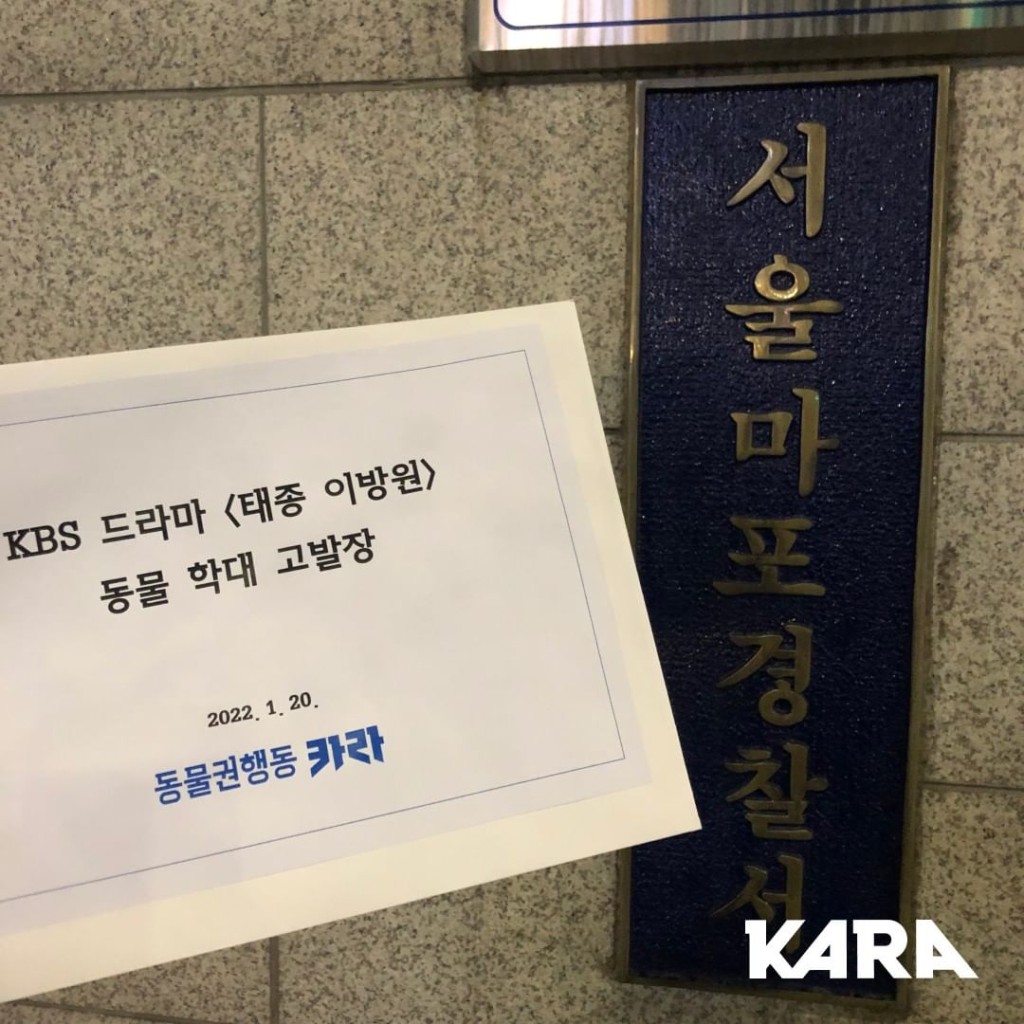 KBS 드라마 <태종 이방원>
동물 학대 고발장
2022. 1. 20.
동물권행동 카라
서울마포경찰서
KARA